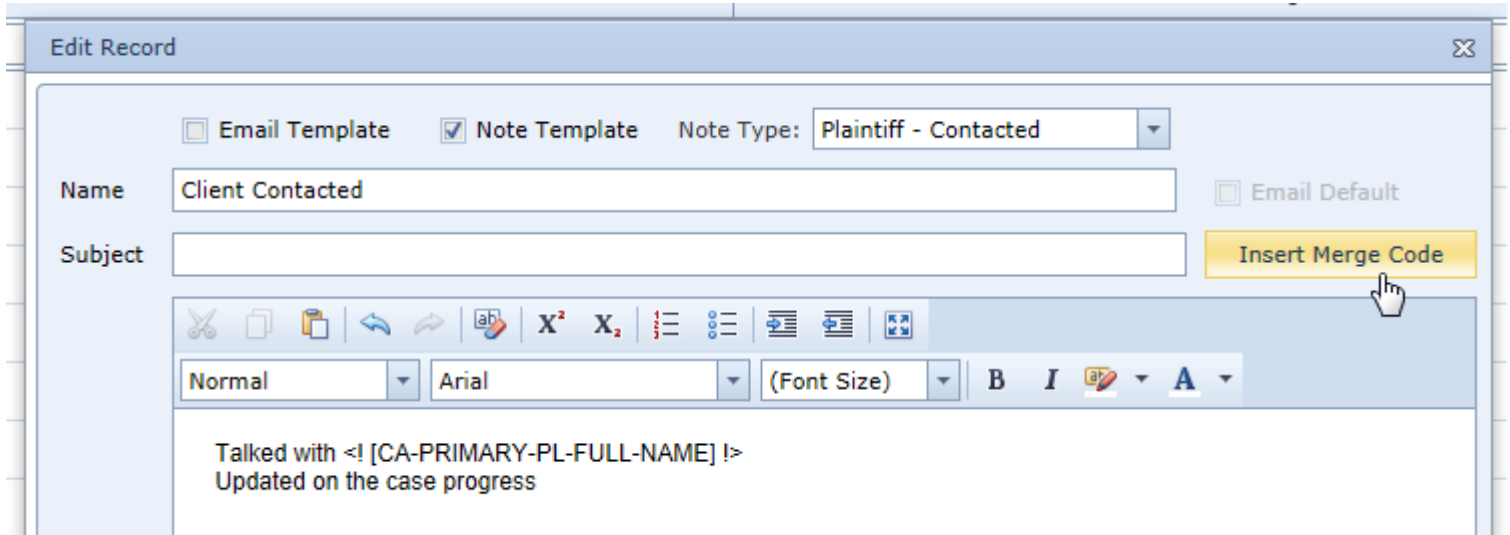 Edit Record
Email Template Note Template Note Type: Plaintiff - Contacted
Name Client Contacted Email Default
Subject Insert Merge Code
Normal Arial (Font Size) B I A
Talked with <! [CA-PRIMARY-PL-FULL-NAME] !>
Updated on the case progress